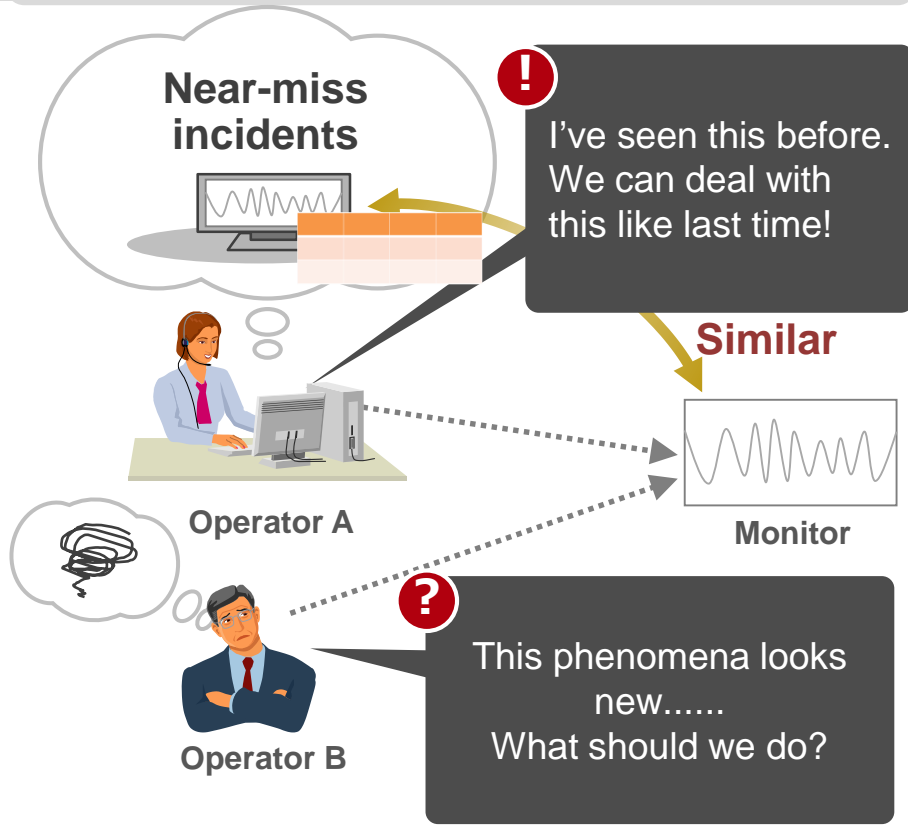 Near-miss
incidents
!
I've seen this before.
We can deal with
this like last time!
Similar
Operator A
Monitor
?
This phenomena looks
new......
What should we do?
Operator B